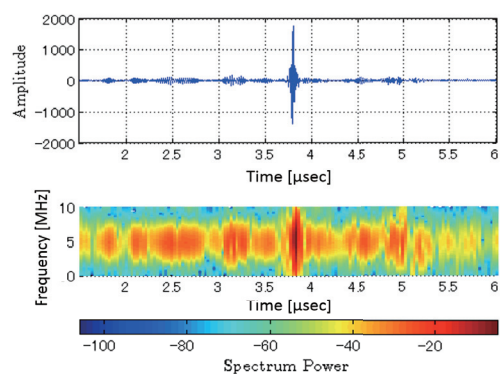 2000
1000
0
−1000
−2000
Amplitude
2 2.5 3 3.5 4 4.5 5 5.5 6
Time [μsec]
10
5
0
Frequency [MHz]
2 2.5 3 3.5 4 4.5 5 5.5 6
Time [μsec]
−100 −80 −60 −40 −20
Spectrum Power